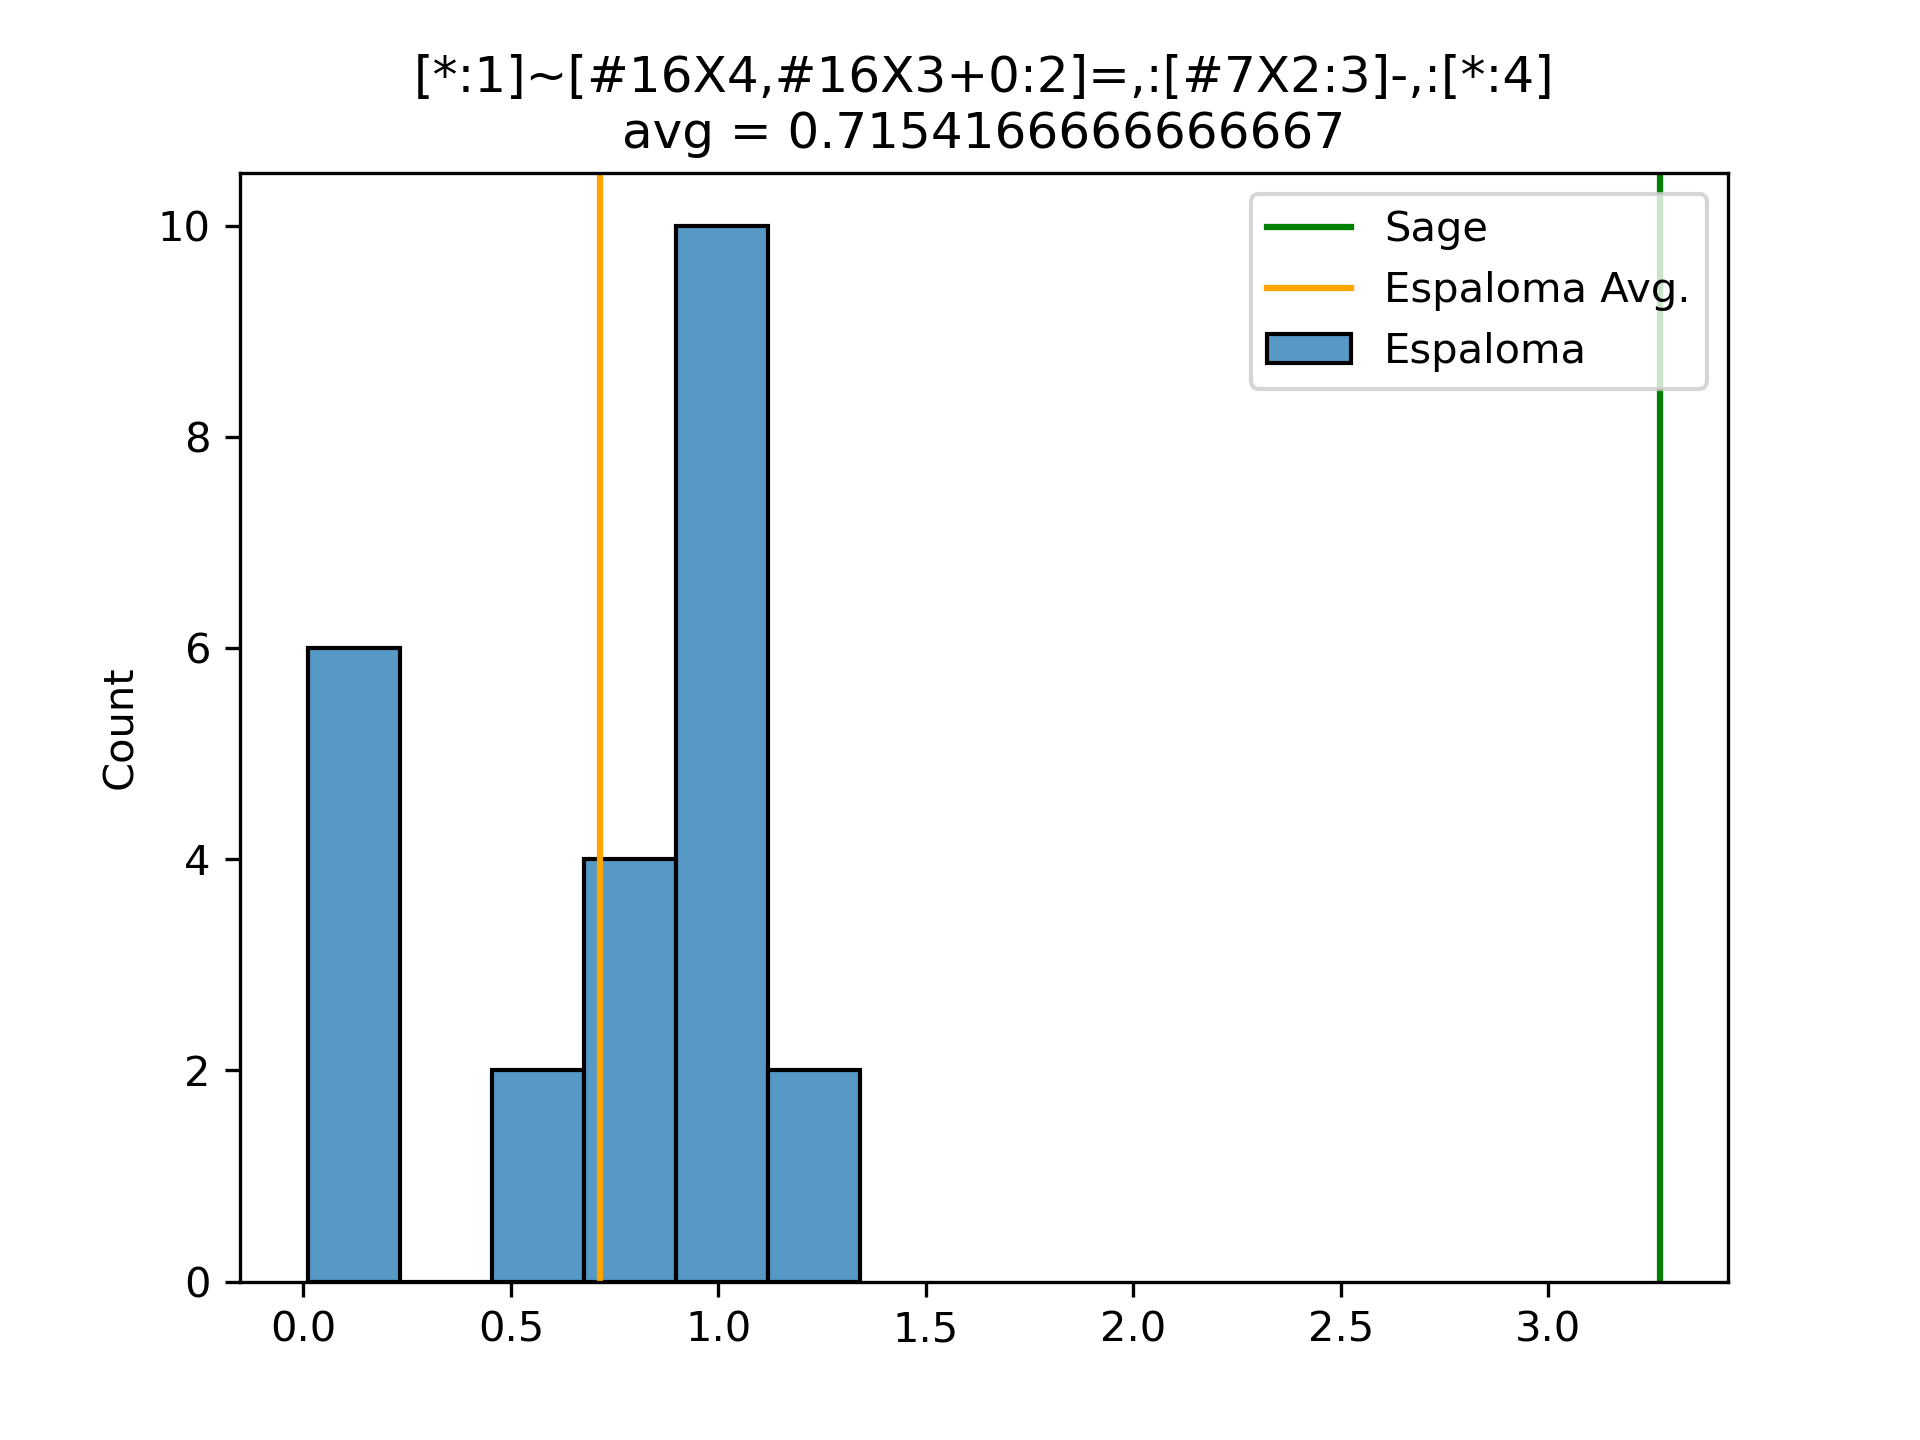 [*:1]~[#16X4,#16X3+0:2]=,:[#7X2:3]-,:[*:4]
avg = 0.7154166666666667
Sage
Espaloma Avg.
Espaloma
10
8
6
4
2
0
Count
0.0 0.5 1.0 1.5 2.0 2.5 3.0